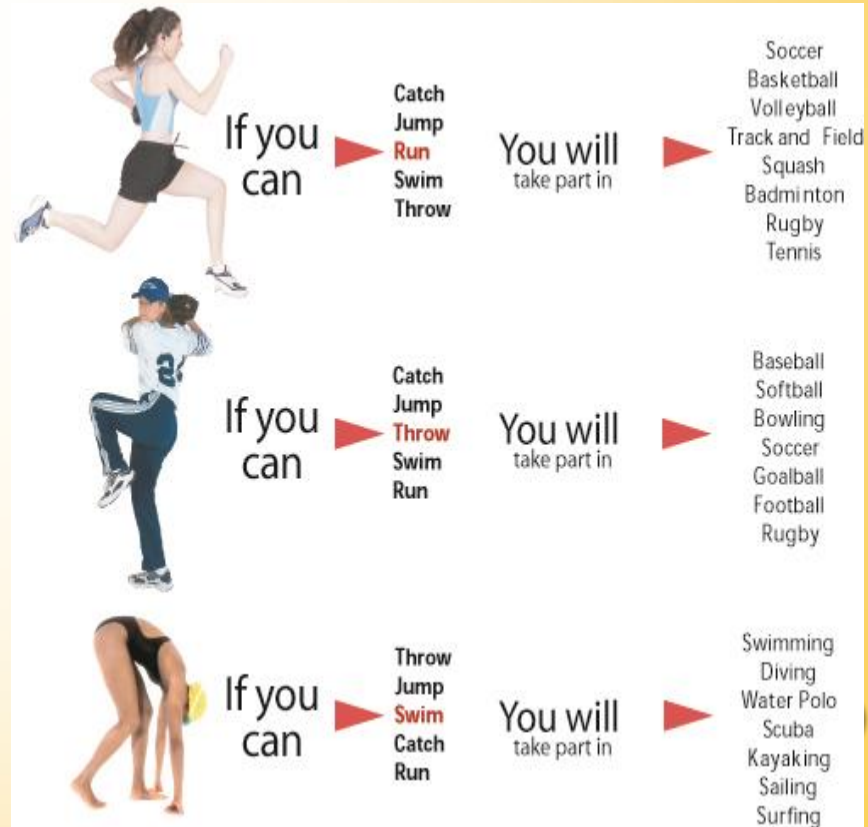 If you
can
Catch
Jump
Run
Swim
Throw
You will
take part in
Soccer
Basketball
Volleyball
Track and Field
Squash
Badminton
Rugby
Tennis
If you
can
Catch
Jump
Throw
Swim
Run
You will
take part in
Baseball
Softball
Bowling
Soccer
Goalball
Football
Rugby
If you
can
Throw
Jump
Swim
Catch
Run
You will
take part in
Swimming
Diving
Water Polo
Scuba
Kayaking
Sailing
Surfing